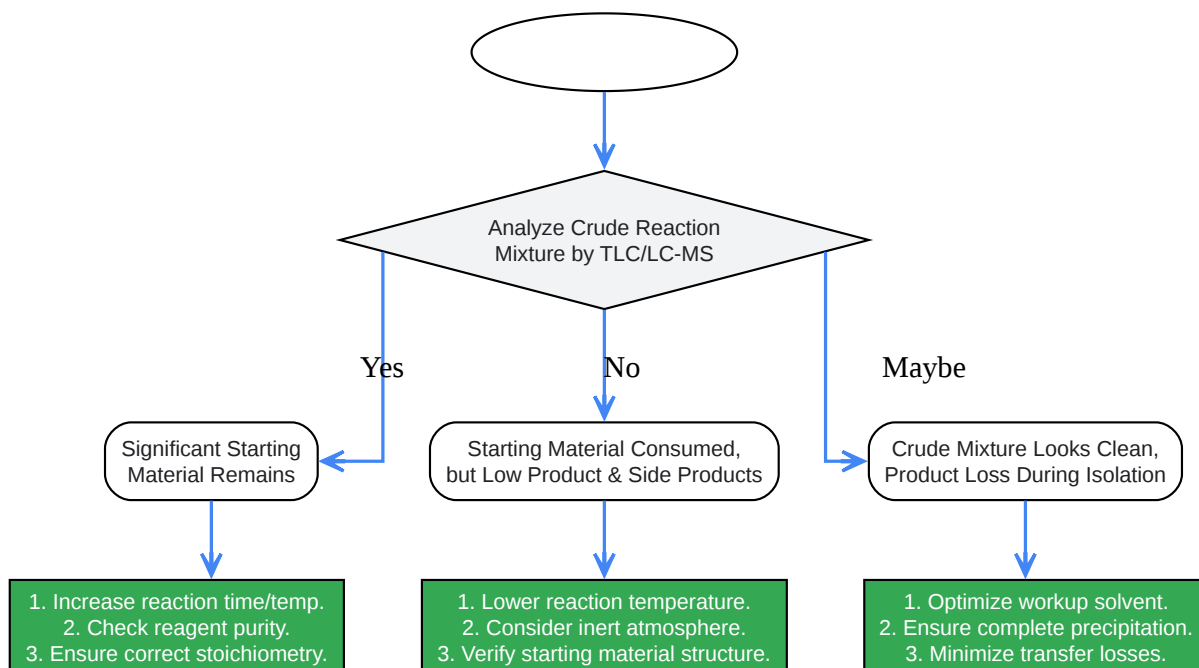 Analyze Crude Reaction
Mixture by TLC/LC-MS
Yes
No
Maybe
Significant Starting
Material Remains
Starting Material Consumed,
but Low Product & Side Products
Crude Mixture Looks Clean,
Product Loss During Isolation
1. Increase reaction time/temp.
2. Check reagent purity.
3. Ensure correct stoichiometry.
1. Lower reaction temperature.
2. Consider inert atmosphere.
3. Verify starting material structure.
1. Optimize workup solvent.
2. Ensure complete precipitation.
3. Minimize transfer losses.